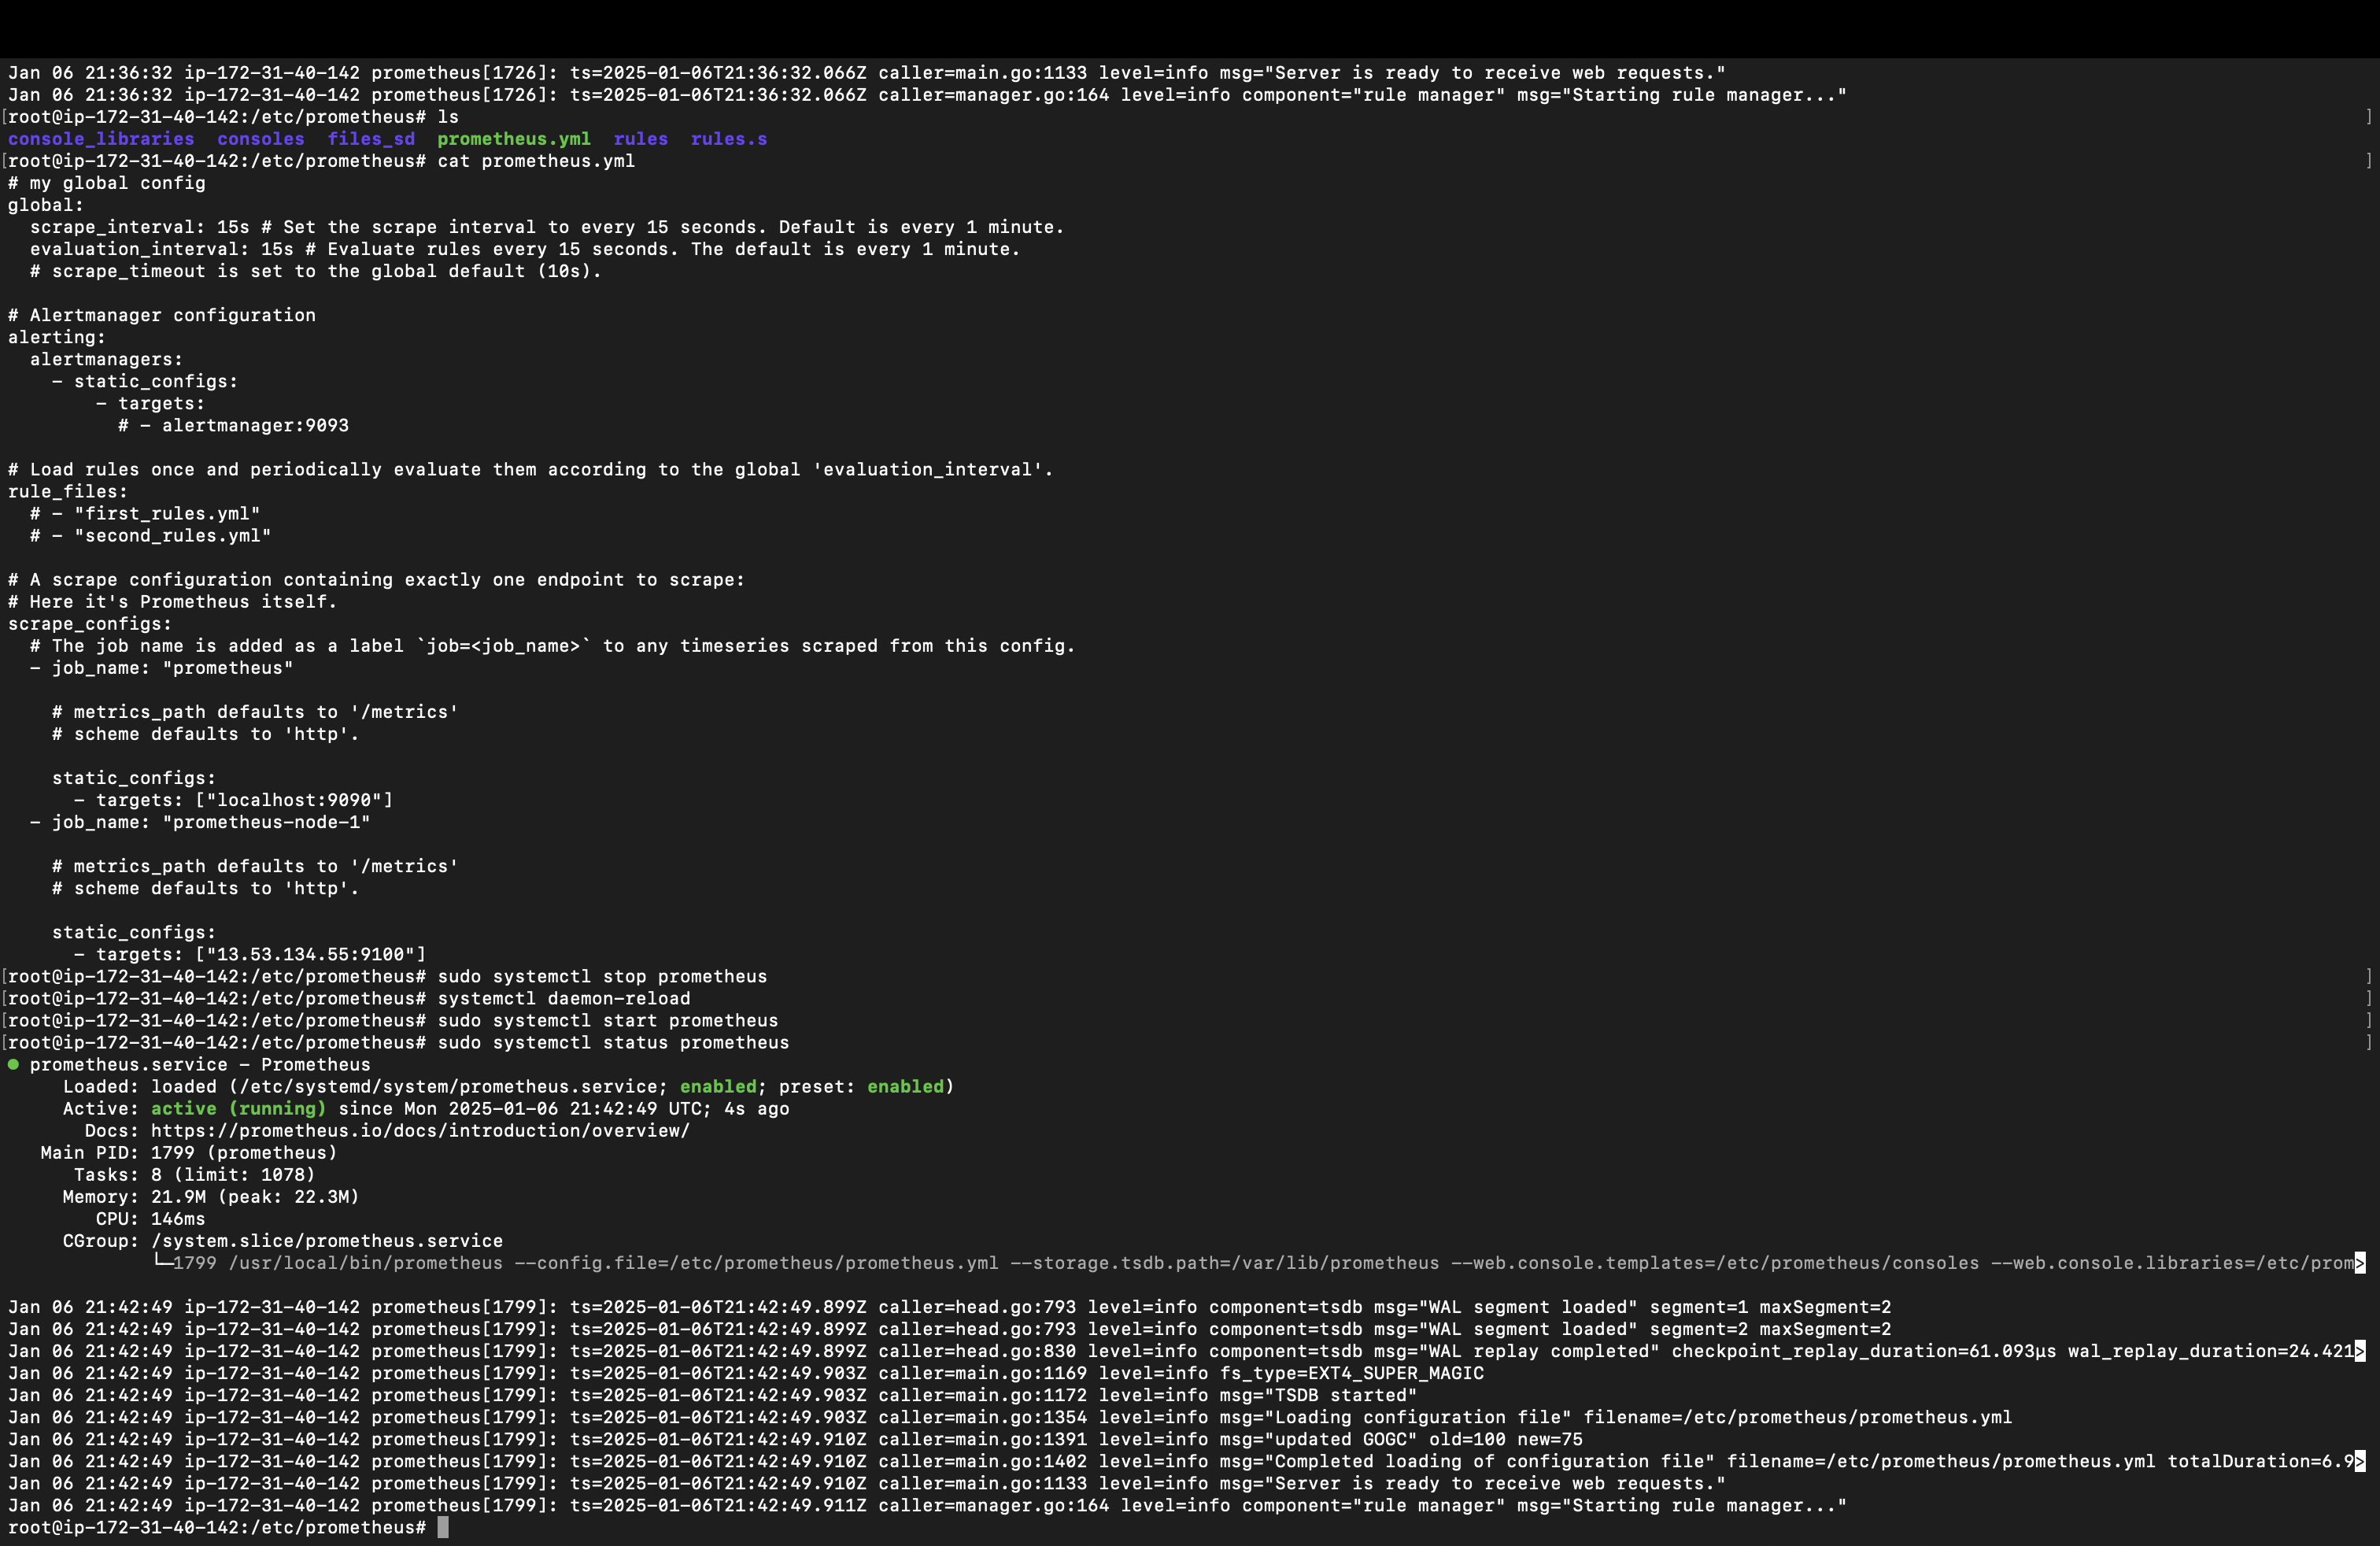 Jan 06 21:36:32 ip-172-31-40-142 prometheus[1726]: ts=2025-01-06T21:36:32.066Z caller=main.go:1133 level=info msg="Server is ready to receive web requests."
Jan 06 21:36:32 ip-172-31-40-142 prometheus[1726]: ts=2025-01-06T21:36:32.066Z caller=manager.go:164 level=info component="rule manager" msg="Starting rule manager..."
[root@ip-172-31-40-142:/etc/prometheus# ls ]
console_libraries  consoles  files_sd  prometheus.yml  rules  rules.s
[root@ip-172-31-40-142:/etc/prometheus# cat prometheus.yml ]
# my global config
global:
  scrape_interval: 15s # Set the scrape interval to every 15 seconds. Default is every 1 minute.
  evaluation_interval: 15s # Evaluate rules every 15 seconds. The default is every 1 minute.
  # scrape_timeout is set to the global default (10s).

# Alertmanager configuration
alerting:
  alertmanagers:
    - static_configs:
        - targets:
          # - alertmanager:9093

# Load rules once and periodically evaluate them according to the global 'evaluation_interval'.
rule_files:
  # - "first_rules.yml"
  # - "second_rules.yml"

# A scrape configuration containing exactly one endpoint to scrape:
# Here it's Prometheus itself.
scrape_configs:
  # The job name is added as a label `job=<job_name>` to any timeseries scraped from this config.
  - job_name: "prometheus"

    # metrics_path defaults to '/metrics'
    # scheme defaults to 'http'.

    static_configs:
      - targets: ["localhost:9090"]
  - job_name: "prometheus-node-1"

    # metrics_path defaults to '/metrics'
    # scheme defaults to 'http'.

    static_configs:
      - targets: ["13.53.134.55:9100"]
[root@ip-172-31-40-142:/etc/prometheus# sudo systemctl stop prometheus ]
[root@ip-172-31-40-142:/etc/prometheus# systemctl daemon-reload ]
[root@ip-172-31-40-142:/etc/prometheus# sudo systemctl start prometheus ]
[root@ip-172-31-40-142:/etc/prometheus# sudo systemctl status prometheus ]
● prometheus.service - Prometheus
     Loaded: loaded (/etc/systemd/system/prometheus.service; enabled; preset: enabled)
     Active: active (running) since Mon 2025-01-06 21:42:49 UTC; 4s ago
       Docs: https://prometheus.io/docs/introduction/overview/
   Main PID: 1799 (prometheus)
      Tasks: 8 (limit: 1078)
     Memory: 21.9M (peak: 22.3M)
        CPU: 146ms
     CGroup: /system.slice/prometheus.service
             └─1799 /usr/local/bin/prometheus --config.file=/etc/prometheus/prometheus.yml --storage.tsdb.path=/var/lib/prometheus --web.console.templates=/etc/prometheus/consoles --web.console.libraries=/etc/prom>

Jan 06 21:42:49 ip-172-31-40-142 prometheus[1799]: ts=2025-01-06T21:42:49.899Z caller=head.go:793 level=info component=tsdb msg="WAL segment loaded" segment=1 maxSegment=2
Jan 06 21:42:49 ip-172-31-40-142 prometheus[1799]: ts=2025-01-06T21:42:49.899Z caller=head.go:793 level=info component=tsdb msg="WAL segment loaded" segment=2 maxSegment=2
Jan 06 21:42:49 ip-172-31-40-142 prometheus[1799]: ts=2025-01-06T21:42:49.899Z caller=head.go:830 level=info component=tsdb msg="WAL replay completed" checkpoint_replay_duration=61.093µs wal_replay_duration=24.421>
Jan 06 21:42:49 ip-172-31-40-142 prometheus[1799]: ts=2025-01-06T21:42:49.903Z caller=main.go:1169 level=info fs_type=EXT4_SUPER_MAGIC
Jan 06 21:42:49 ip-172-31-40-142 prometheus[1799]: ts=2025-01-06T21:42:49.903Z caller=main.go:1172 level=info msg="TSDB started"
Jan 06 21:42:49 ip-172-31-40-142 prometheus[1799]: ts=2025-01-06T21:42:49.903Z caller=main.go:1354 level=info msg="Loading configuration file" filename=/etc/prometheus/prometheus.yml
Jan 06 21:42:49 ip-172-31-40-142 prometheus[1799]: ts=2025-01-06T21:42:49.910Z caller=main.go:1391 level=info msg="updated GOGC" old=100 new=75
Jan 06 21:42:49 ip-172-31-40-142 prometheus[1799]: ts=2025-01-06T21:42:49.910Z caller=main.go:1402 level=info msg="Completed loading of configuration file" filename=/etc/prometheus/prometheus.yml totalDuration=6.9>
Jan 06 21:42:49 ip-172-31-40-142 prometheus[1799]: ts=2025-01-06T21:42:49.910Z caller=main.go:1133 level=info msg="Server is ready to receive web requests."
Jan 06 21:42:49 ip-172-31-40-142 prometheus[1799]: ts=2025-01-06T21:42:49.911Z caller=manager.go:164 level=info component="rule manager" msg="Starting rule manager..."
root@ip-172-31-40-142:/etc/prometheus#